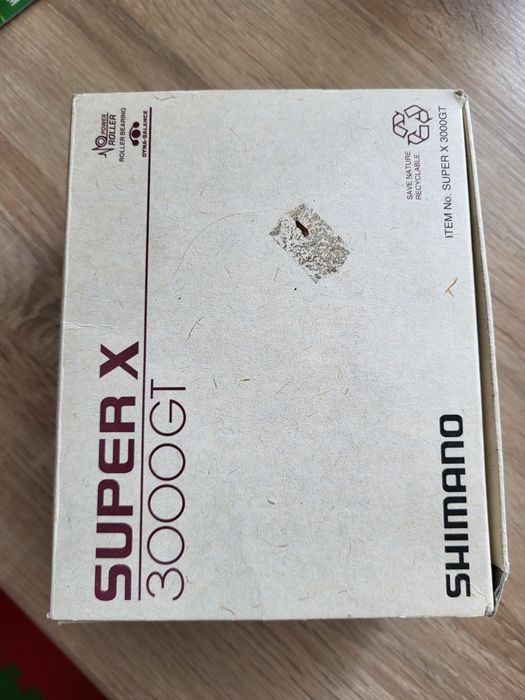 SUPER X
3000GT
POWER
ROLLER
ROLLER BEARING
DYNA-BALANCE
SHIMANO
SAVE NATURE
RECYCLABLE
ITEM No. SUPER X 3000GT